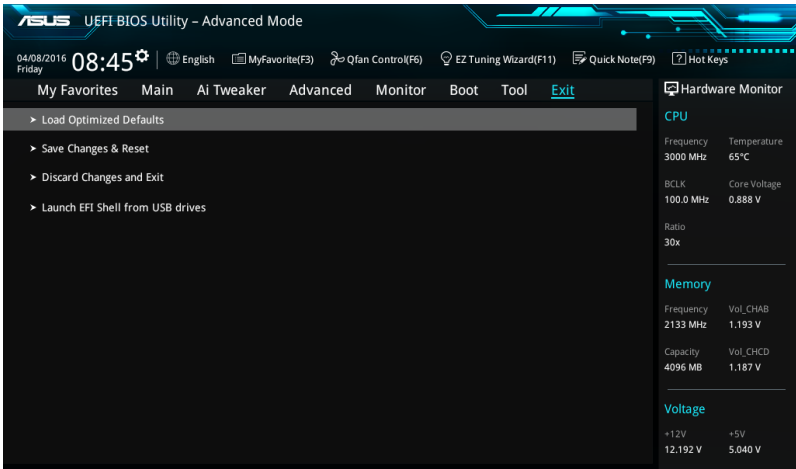 ASUS UEFI BIOS Utility – Advanced Mode
04/08/2016 Friday 08:45 English MyFavorite(F3) Qfan Control(F6) EZ Tuning Wizard(F11) Quick Note(F9) ? Hot Keys
My Favorites Main Ai Tweaker Advanced Monitor Boot Tool Exit
Hardware Monitor
➤ Load Optimized Defaults
➤ Save Changes & Reset
➤ Discard Changes and Exit
➤ Launch EFI Shell from USB drives
CPU
Frequency Temperature
3000 MHz 65°C
BCLK Core Voltage
100.0 MHz 0.888 V
Ratio
30x
Memory
Frequency Vol_CHAB
2133 MHz 1.193 V
Capacity Vol_CHCD
4096 MB 1.187 V
Voltage
+12V +5V
12.192 V 5.040 V